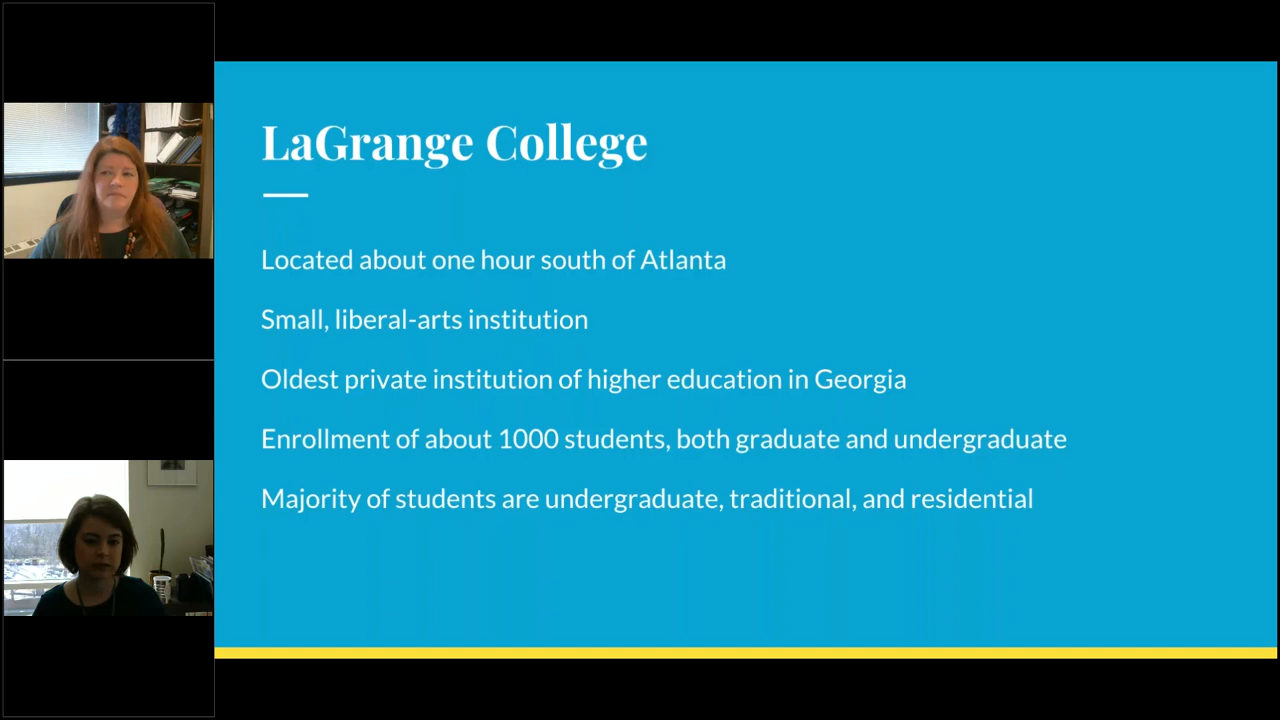 LaGrange College
Located about one hour south of Atlanta
Small, liberal-arts institution
Oldest private institution of higher education in Georgia
Enrollment of about 1000 students, both graduate and undergraduate
Majority of students are undergraduate, traditional, and residential